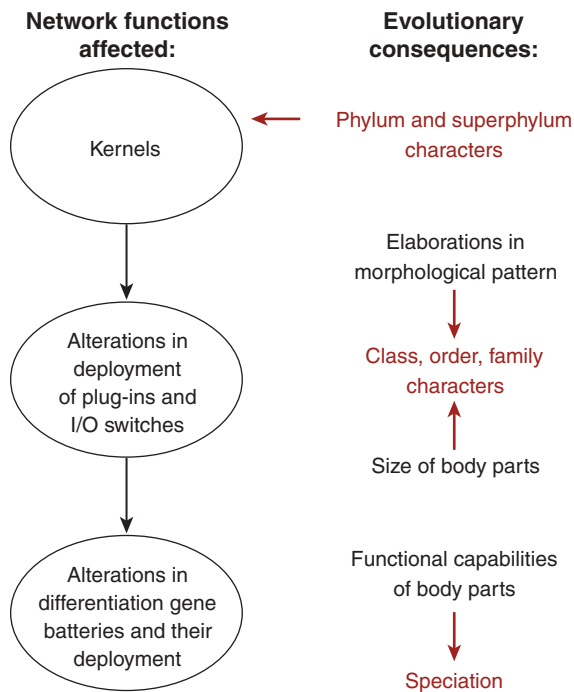 Network functions
affected:
Evolutionary
consequences:
Kernels
Phylum and superphylum
characters
Elaborations in
morphological pattern
Alterations in
deployment
of plug-ins and
I/O switches
Class, order, family
characters
Size of body parts
Alterations in
differentiation gene
batteries and their
deployment
Functional capabilities
of body parts
Speciation